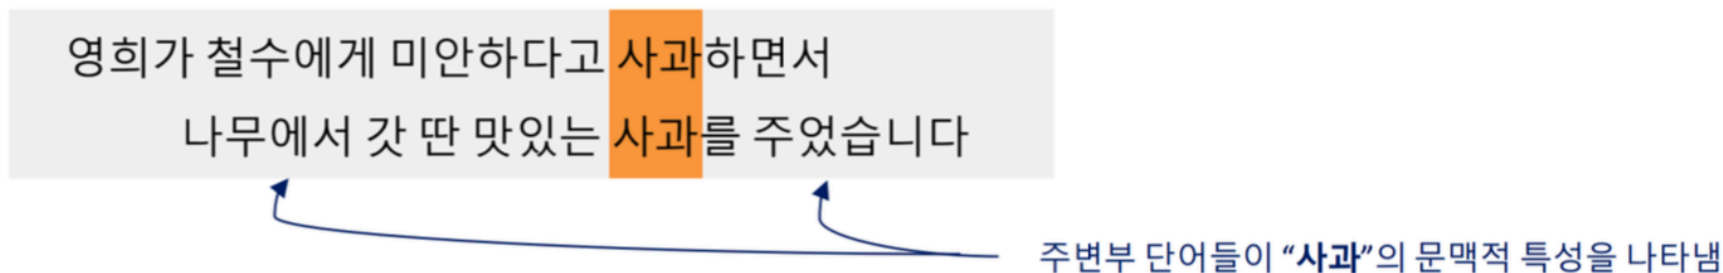 영희가 철수에게 미안하다고 사과하면서
나무에서 갓 딴 맛있는 사과를 주었습니다
주변부 단어들이 “사과”의 문맥적 특성을 나타냄